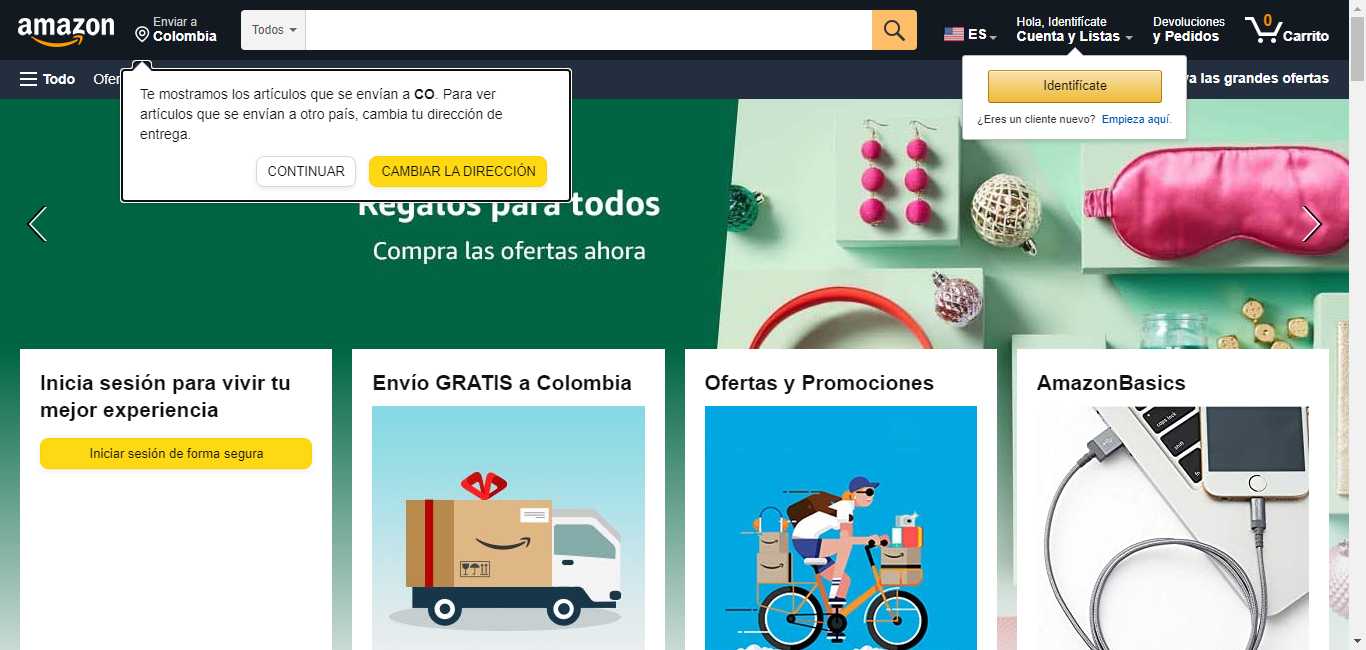 amazon
Enviar a
Colombia
Todos
ES
Hola, Identifícate
Cuenta y Listas
Devoluciones
y Pedidos
0
Carrito
Todo
las grandes ofertas
Te mostramos los artículos que se envían a CO. Para ver
artículos que se envían a otro país, cambia tu dirección de
entrega.
CONTINUAR
CAMBIAR LA DIRECCIÓN
Identifícate
¿Eres un cliente nuevo? Empieza aquí.
Regalos para todos
Compra las ofertas ahora
Inicia sesión para vivir tu
mejor experiencia
Iniciar sesión de forma segura
Envío GRATIS a Colombia
Ofertas y Promociones
AmazonBasics
caps lock
shift